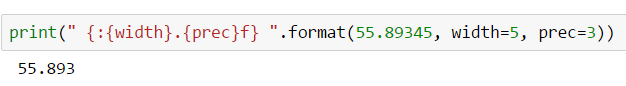 print(" {:{width}.{prec}f} ".format(55.89345, width=5, prec=3))
55.893